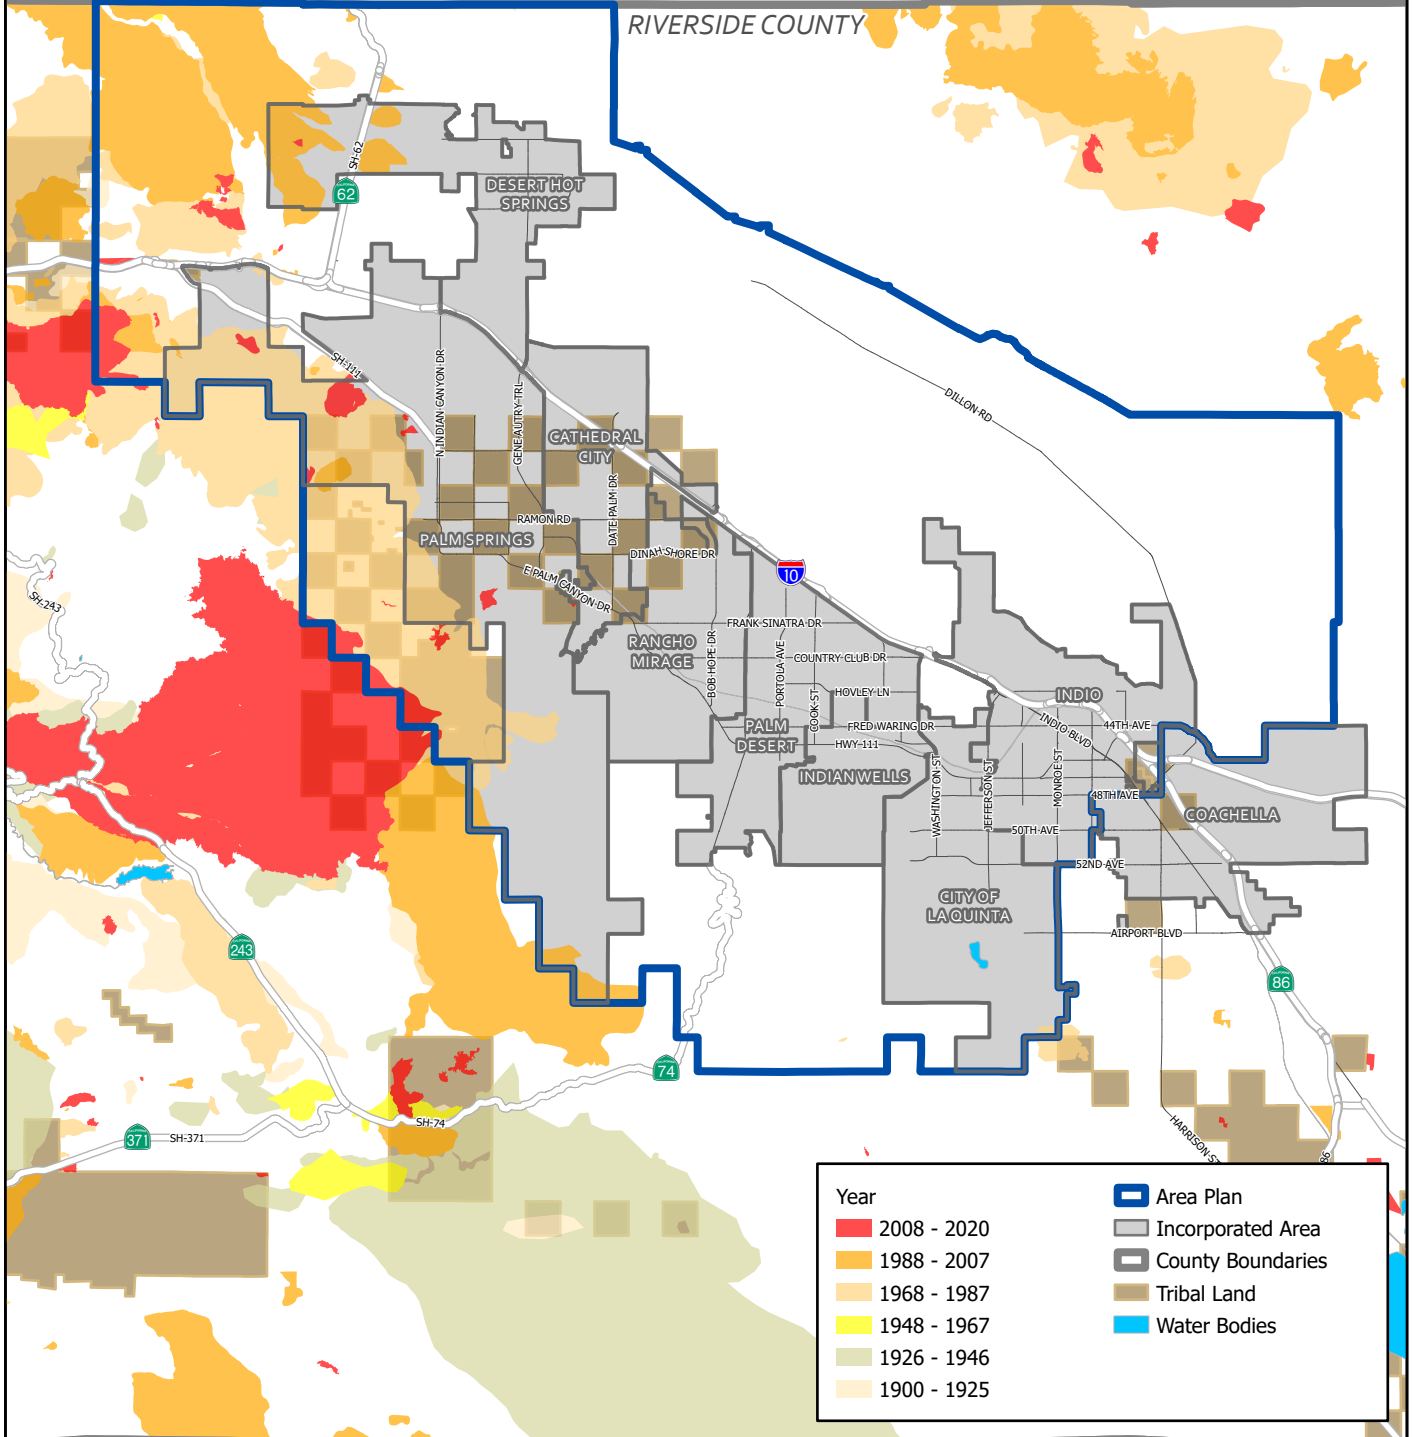 RIVERSIDE COUNTY
SH-62
62
DESERT HOT
SPRINGS
SH-111
N INDIAN CANYON DR
GENE AUTRY TRL
DILLON RD
CATHEDRAL
CITY
DATE PALM DR
RAMON RD
PALM SPRINGS
DINAH SHORE DR
E PALM CANYON DR
10
SH-243
FRANK SINATRA DR
RANCHO
MIRAGE
BOB HOPE DR
PORTOLA AVE
COUNTRY CLUB DR
COOK ST
HOVLEY LN
INDIO
PALM
DESERT
FRED WARING DR
INDIO BLVD
44TH AVE
HWY 111
INDIAN WELLS
WASHINGTON ST
JEFFERSON ST
MONROE ST
48TH AVE
COACHELLA
50TH AVE
52ND AVE
CITY OF
LA QUINTA
AIRPORT BLVD
CALIFORNIA
243
86
74
SH-74
371
SH-371
HARRISON ST
86
Year
2008 - 2020
1988 - 2007
1968 - 1987
1948 - 1967
1926 - 1946
1900 - 1925
Area Plan
Incorporated Area
County Boundaries
Tribal Land
Water Bodies